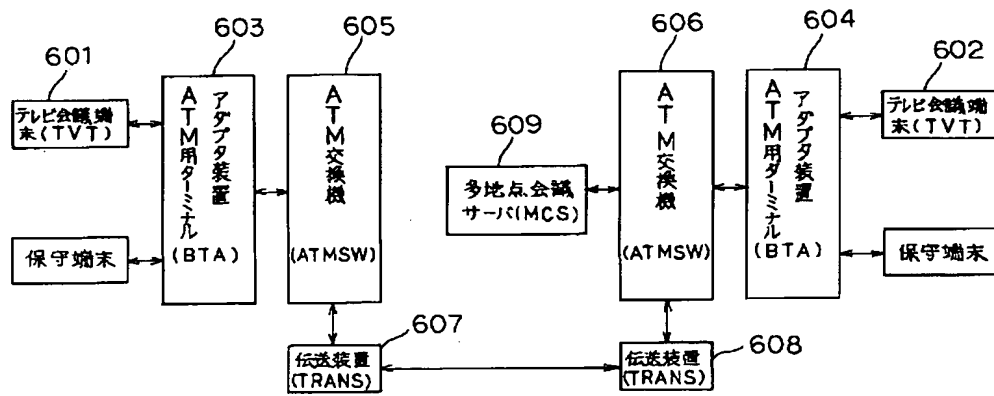 601
テレビ会議端
末(TVT)
保守端末
603
ATM用ターミナル
アダプタ装置
(BTA)
605
ATM交換機
(ATMSW)
607
伝送装置
(TRANS)
609
多地点会議
サーバ(MCS)
606
ATM交換機
(ATMSW)
608
伝送装置
(TRANS)
604
ATM用ターミナル
アダプタ装置
(BTA)
602
テレビ会議端
末(TVT)
保守端末